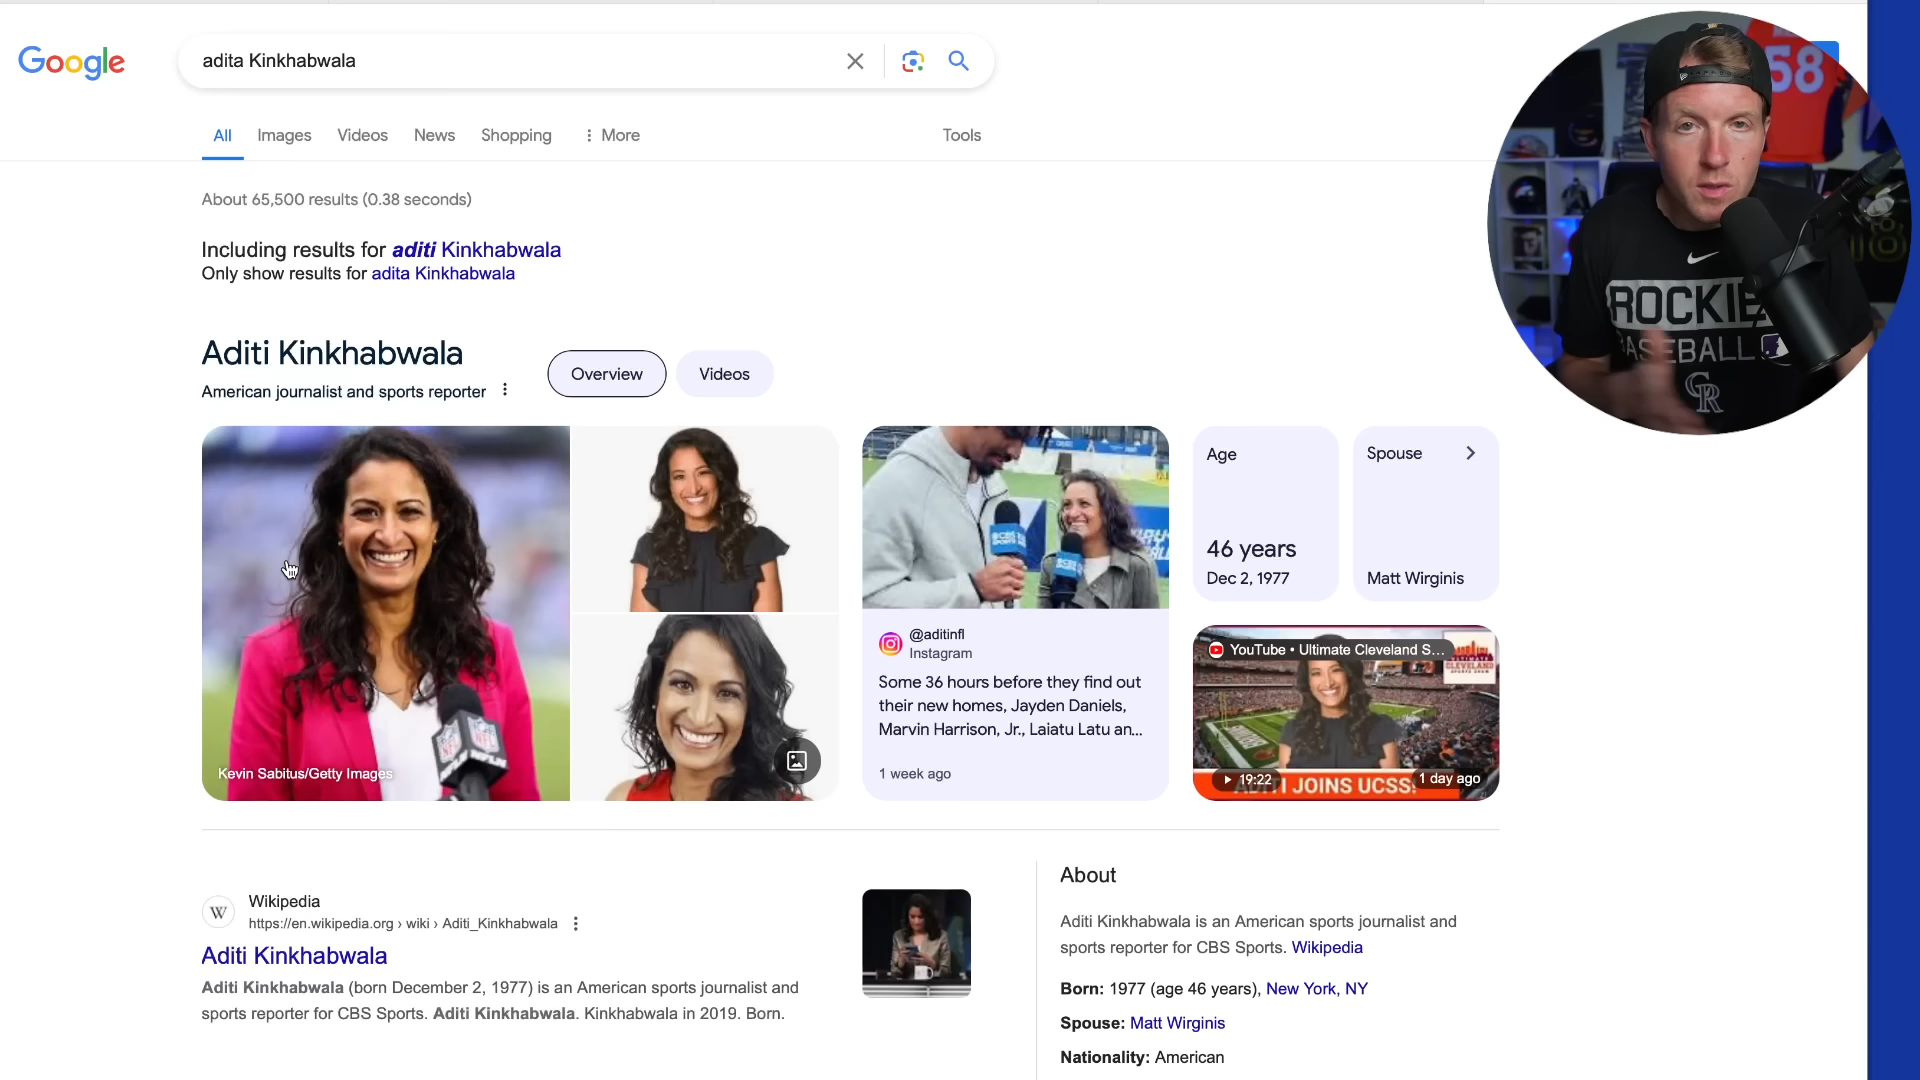 Google
adita Kinkhabwala
All Images Videos News Shopping More Tools
About 65,500 results (0.38 seconds)
Including results for aditi Kinkhabwala
Only show results for adita Kinkhabwala
Aditi Kinkhabwala
American journalist and sports reporter
Overview
Videos
Kevin Sabitus/Getty Images
@aditinfl
Instagram
Some 36 hours before they find out
their new homes, Jayden Daniels,
Marvin Harrison, Jr., Laiatu Latu an...
1 week ago
Age
46 years
Dec 2, 1977
Spouse
Matt Wirginis
YouTube • Ultimate Cleveland S...
CLEVELAND
19:22
1 day ago
ADITI JOINS UCSS!
W
Wikipedia
https://en.wikipedia.org › wiki › Aditi_Kinkhabwala
Aditi Kinkhabwala
Aditi Kinkhabwala (born December 2, 1977) is an American sports journalist and
sports reporter for CBS Sports. Aditi Kinkhabwala. Kinkhabwala in 2019. Born.
About
Aditi Kinkhabwala is an American sports journalist and
sports reporter for CBS Sports. Wikipedia
Born: 1977 (age 46 years), New York, NY
Spouse: Matt Wirginis
Nationality: American
58
ROCKIE
BASEBALL
CR
18